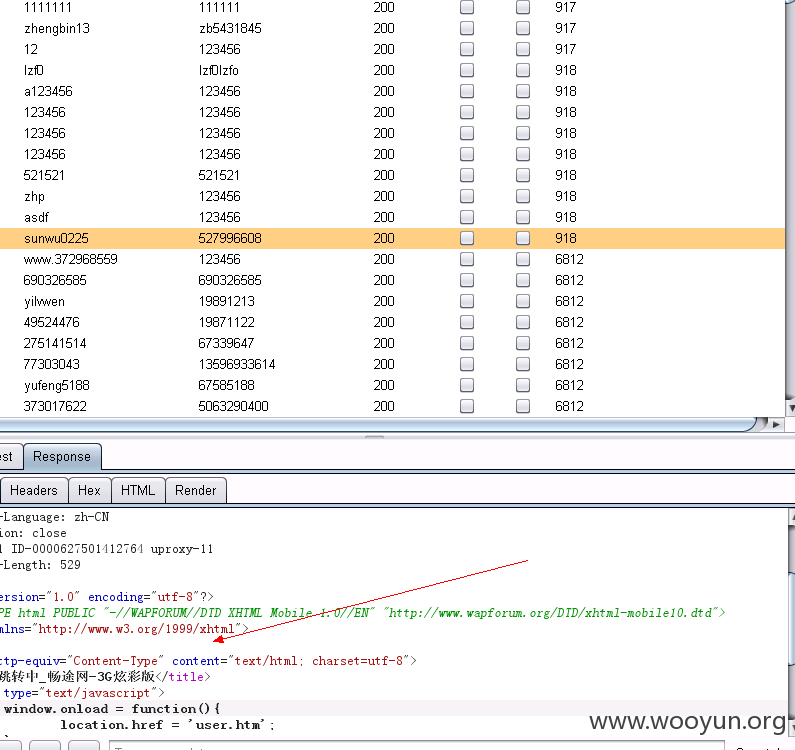 1111111 111111 200 917
zhengbin13 zb5431845 200 917
12 123456 200 917
lzf0 lzf0lzfo 200 918
a123456 123456 200 918
123456 123456 200 918
123456 123456 200 918
123456 123456 200 918
521521 521521 200 918
zhp 123456 200 918
asdf 123456 200 918
sunwu0225 527996608 200 918
www.372968559 123456 200 6812
690326585 690326585 200 6812
yilvwen 19891213 200 6812
49524476 19871122 200 6812
275141514 67339647 200 6812
77303043 13596933614 200 6812
yufeng5188 67585188 200 6812
373017622 5063290400 200 6812
est Response
Headers Hex HTML Render
-Language: zh-CN
ion: close
ID-0000627501412764 uproxy-11
-Length: 529
ersion="1.0" encoding="utf-8"?>
PE html PUBLIC "-//WAPFORUM//DTD XHTML Mobile 1.0//EN" "http://www.wapforum.org/DTD/xhtml-mobile10.dtd">
mlns="http://www.w3.org/1999/xhtml">
ttp-equiv="Content-Type" content="text/html; charset=utf-8">
跳转中_畅途网-3G炫彩版</title>
type="text/javascript">
window.onload = function(){
location.href = 'user.htm';
www.wooyun.org